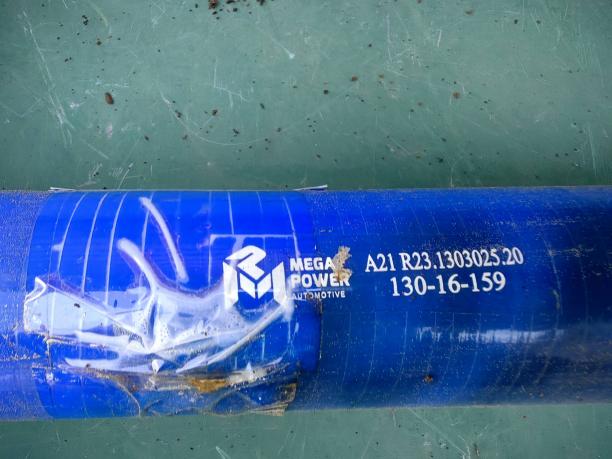 MEGA
POWER
AUTOMOTIVE
A21 R23.1303025.20
130-16-159